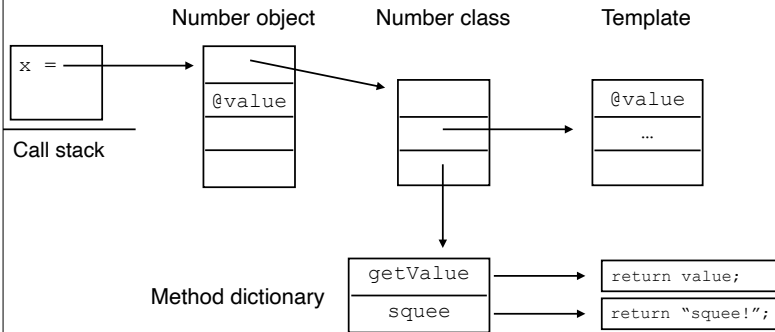 Number object Number class Template
x =
@value @value
…
Call stack
getValue return value;
Method dictionary
squee return “squee!”;